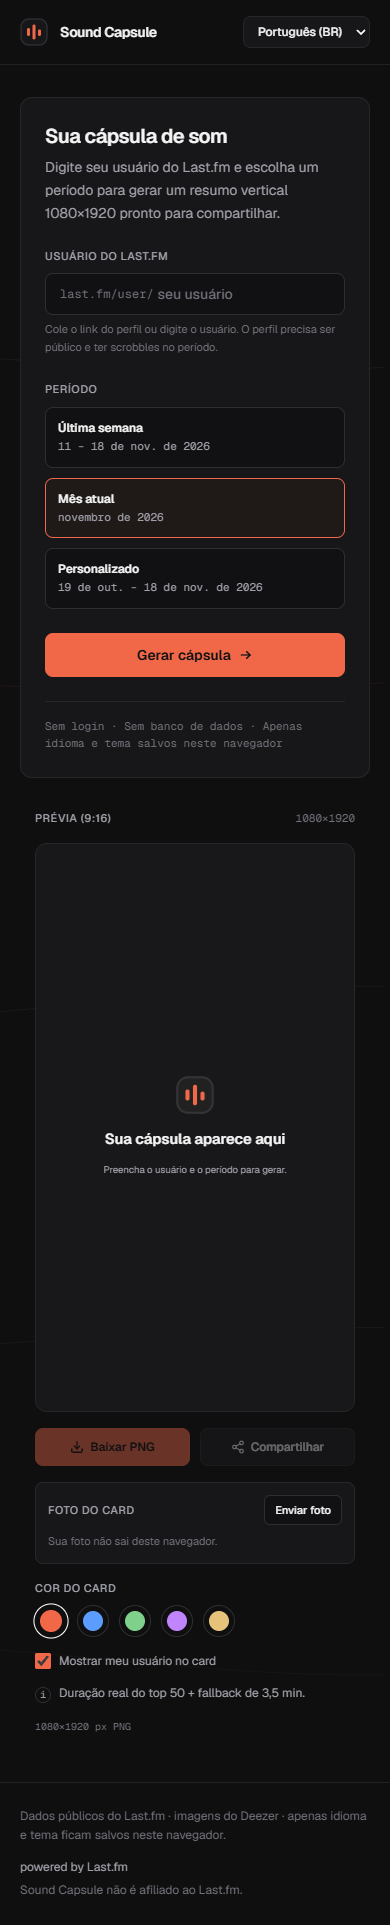 Sound Capsule
Português (BR)
Sua cápsula de som
Digite seu usuário do Last.fm e escolha um
período para gerar um resumo vertical
1080×1920 pronto para compartilhar.
USUÁRIO DO LAST.FM
last.fm/user/ seu usuário
Cole o link do perfil ou digite o usuário. O perfil precisa ser
público e ter scrobbles no período.
PERÍODO
Última semana
11 – 18 de nov. de 2026
Mês atual
novembro de 2026
Personalizado
19 de out. – 18 de nov. de 2026
Gerar cápsula →
Sem login · Sem banco de dados · Apenas
idioma e tema salvos neste navegador
PRÉVIA (9:16)
1080×1920
Sua cápsula aparece aqui
Preencha o usuário e o período para gerar.
Baixar PNG
Compartilhar
FOTO DO CARD
Enviar foto
Sua foto não sai deste navegador.
COR DO CARD
Mostrar meu usuário no card
i Duração real do top 50 + fallback de 3,5 min.
1080×1920 px PNG
Dados públicos do Last.fm · imagens do Deezer · apenas idioma
e tema ficam salvos neste navegador.
powered by Last.fm
Sound Capsule não é afiliado ao Last.fm.